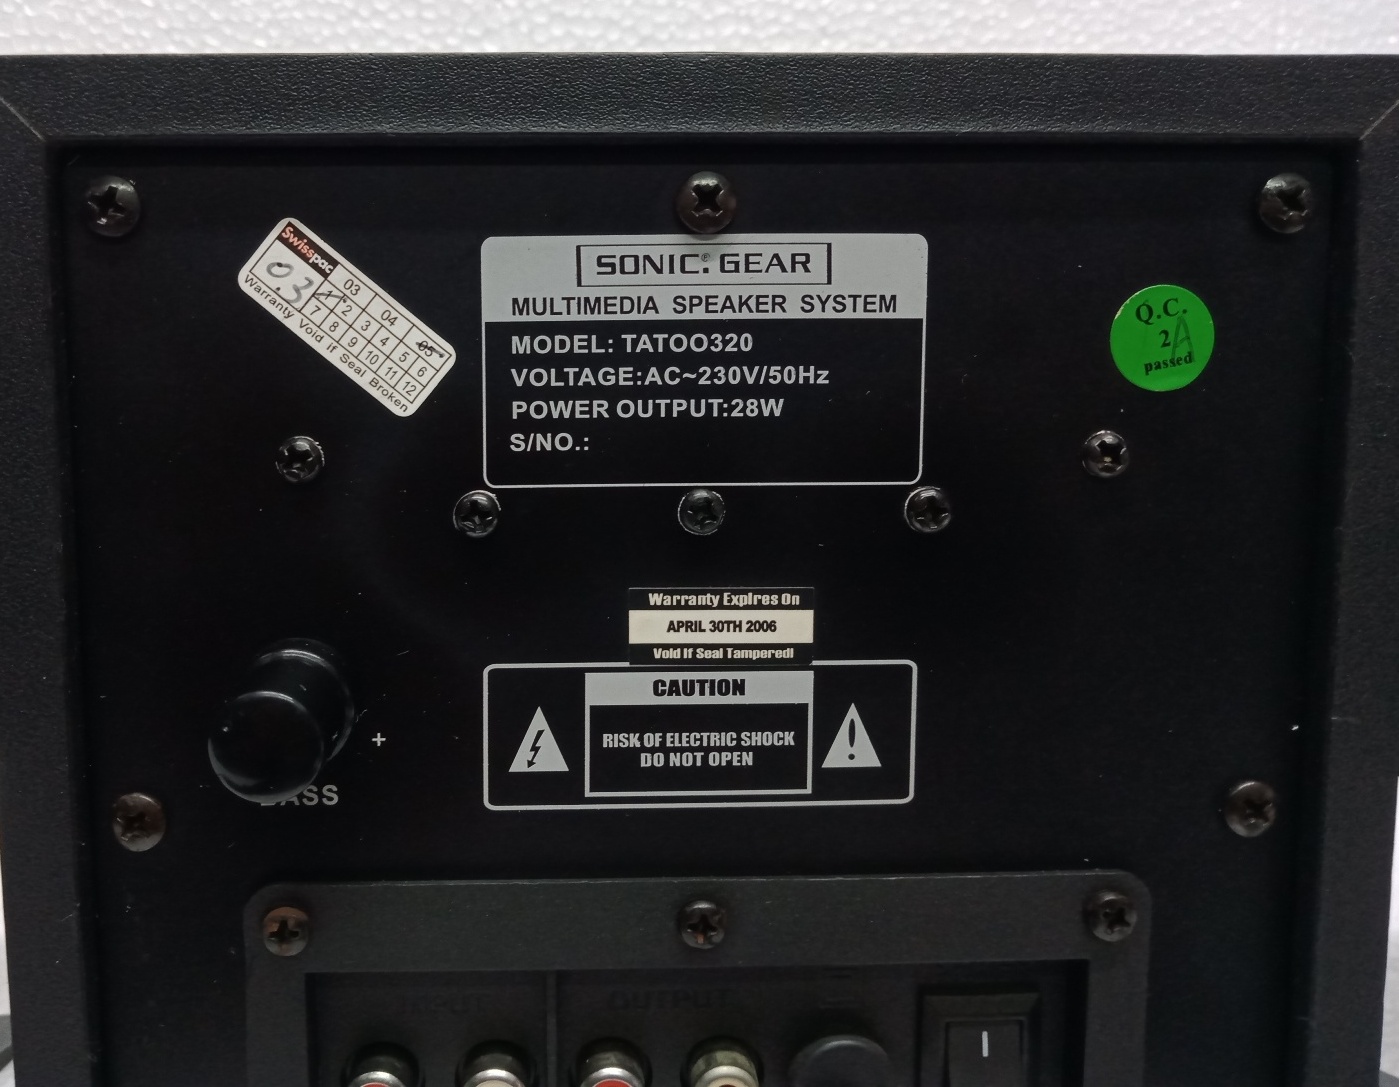 SONIC.® GEAR
MULTIMEDIA SPEAKER SYSTEM
MODEL: TATOO320
VOLTAGE:AC~230V/50Hz
POWER OUTPUT:28W
S/NO.:
Swisspac
03 04 05
03
1 2 3 4 5 6
7 8 9 10 11 12
Warranty Void if Seal Broken
Q.C.
2A
passed
Warranty Expires On
APRIL 30TH 2006
Void If Seal Tampered!
CAUTION
RISK OF ELECTRIC SHOCK
DO NOT OPEN
+
BASS
INPUT
OUTPUT